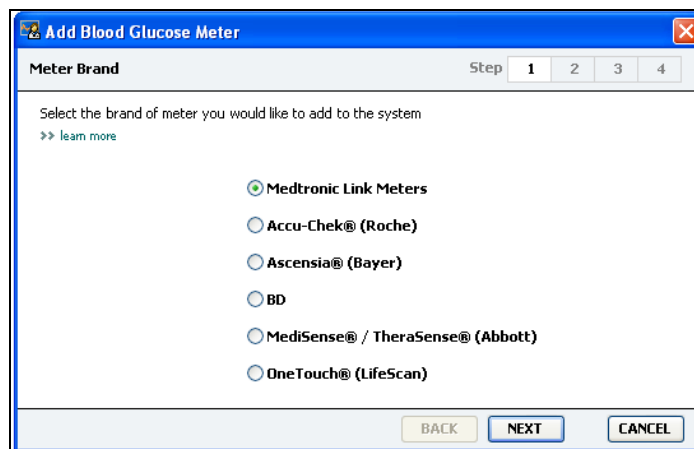 Add Blood Glucose Meter
Meter Brand Step 1 2 3 4
Select the brand of meter you would like to add to the system
>> learn more
Medtronic Link Meters
Accu-Chek® (Roche)
Ascensia® (Bayer)
BD
MediSense® / TheraSense® (Abbott)
OneTouch® (LifeScan)
BACK NEXT CANCEL